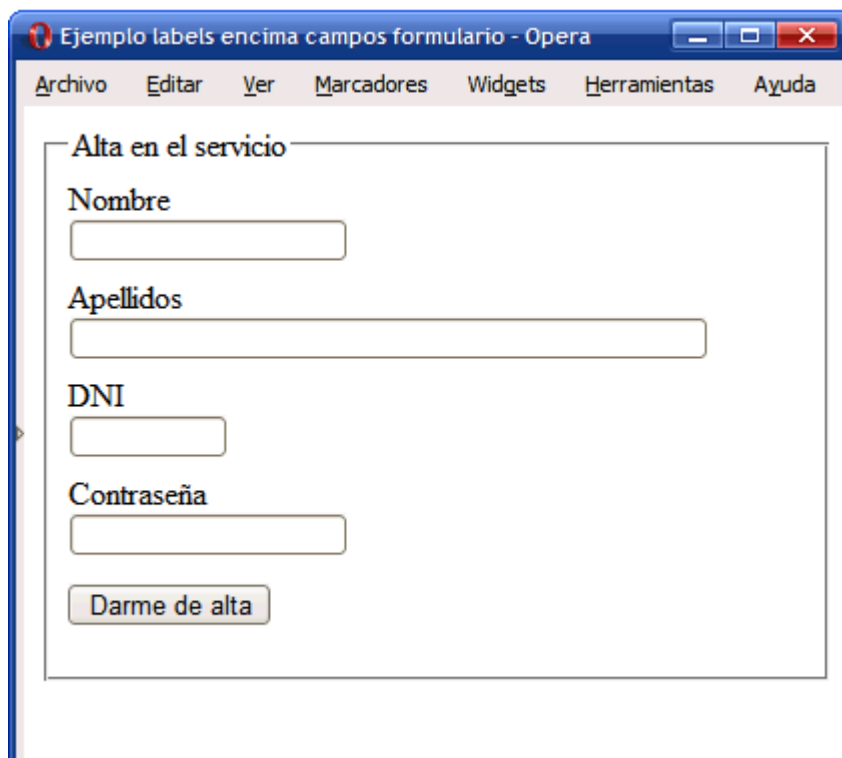 Ejemplo labels encima campos formulario - Opera
Archivo Editar Ver Marcadores Widgets Herramientas Ayuda
Alta en el servicio
Nombre
Apellidos
DNI
Contraseña
Darme de alta